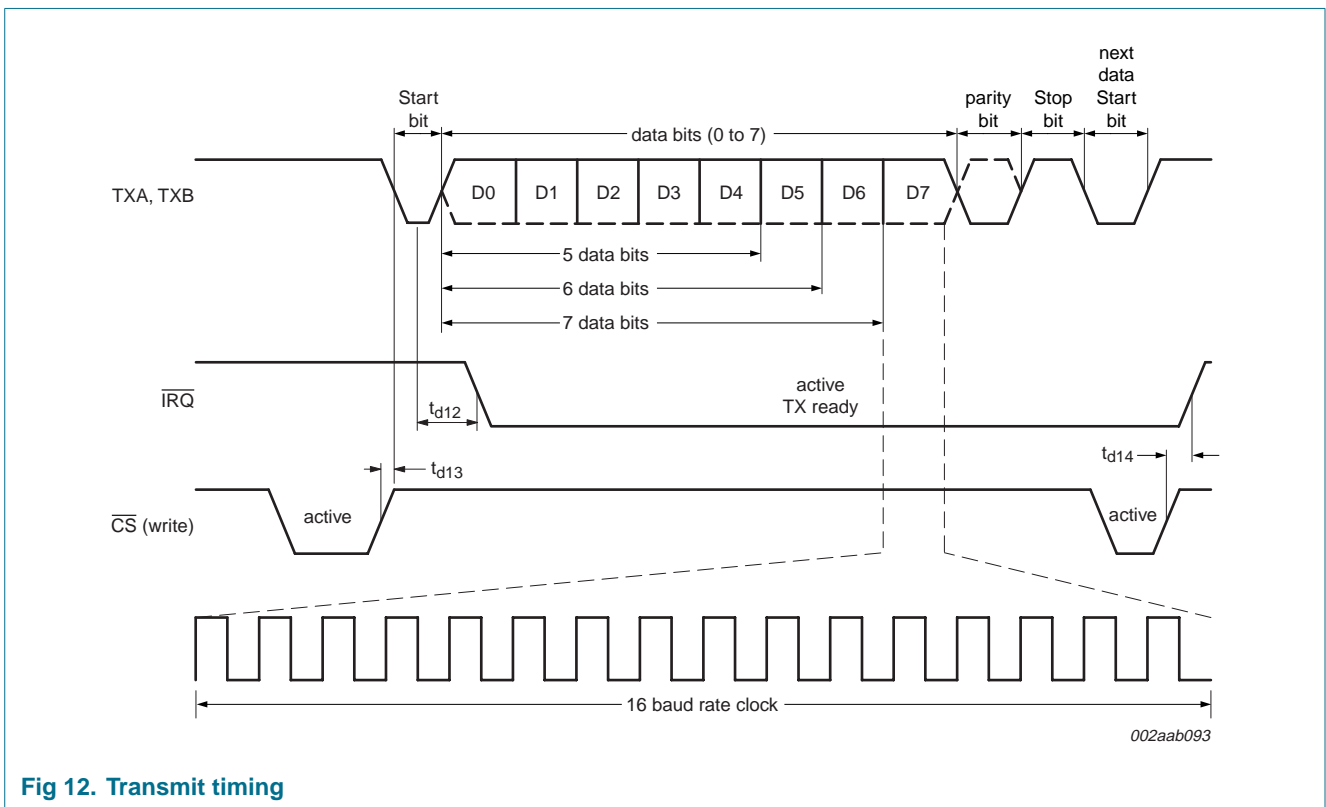 Start
bit
data bits (0 to 7)
parity
bit
Stop
bit
next
data
Start
bit
TXA, TXB
D0 D1 D2 D3 D4 D5 D6 D7
5 data bits
6 data bits
7 data bits
IRQ
td12
active
TX ready
td14
td13
CS (write)
active
active
16 baud rate clock
002aab093
Fig 12. Transmit timing